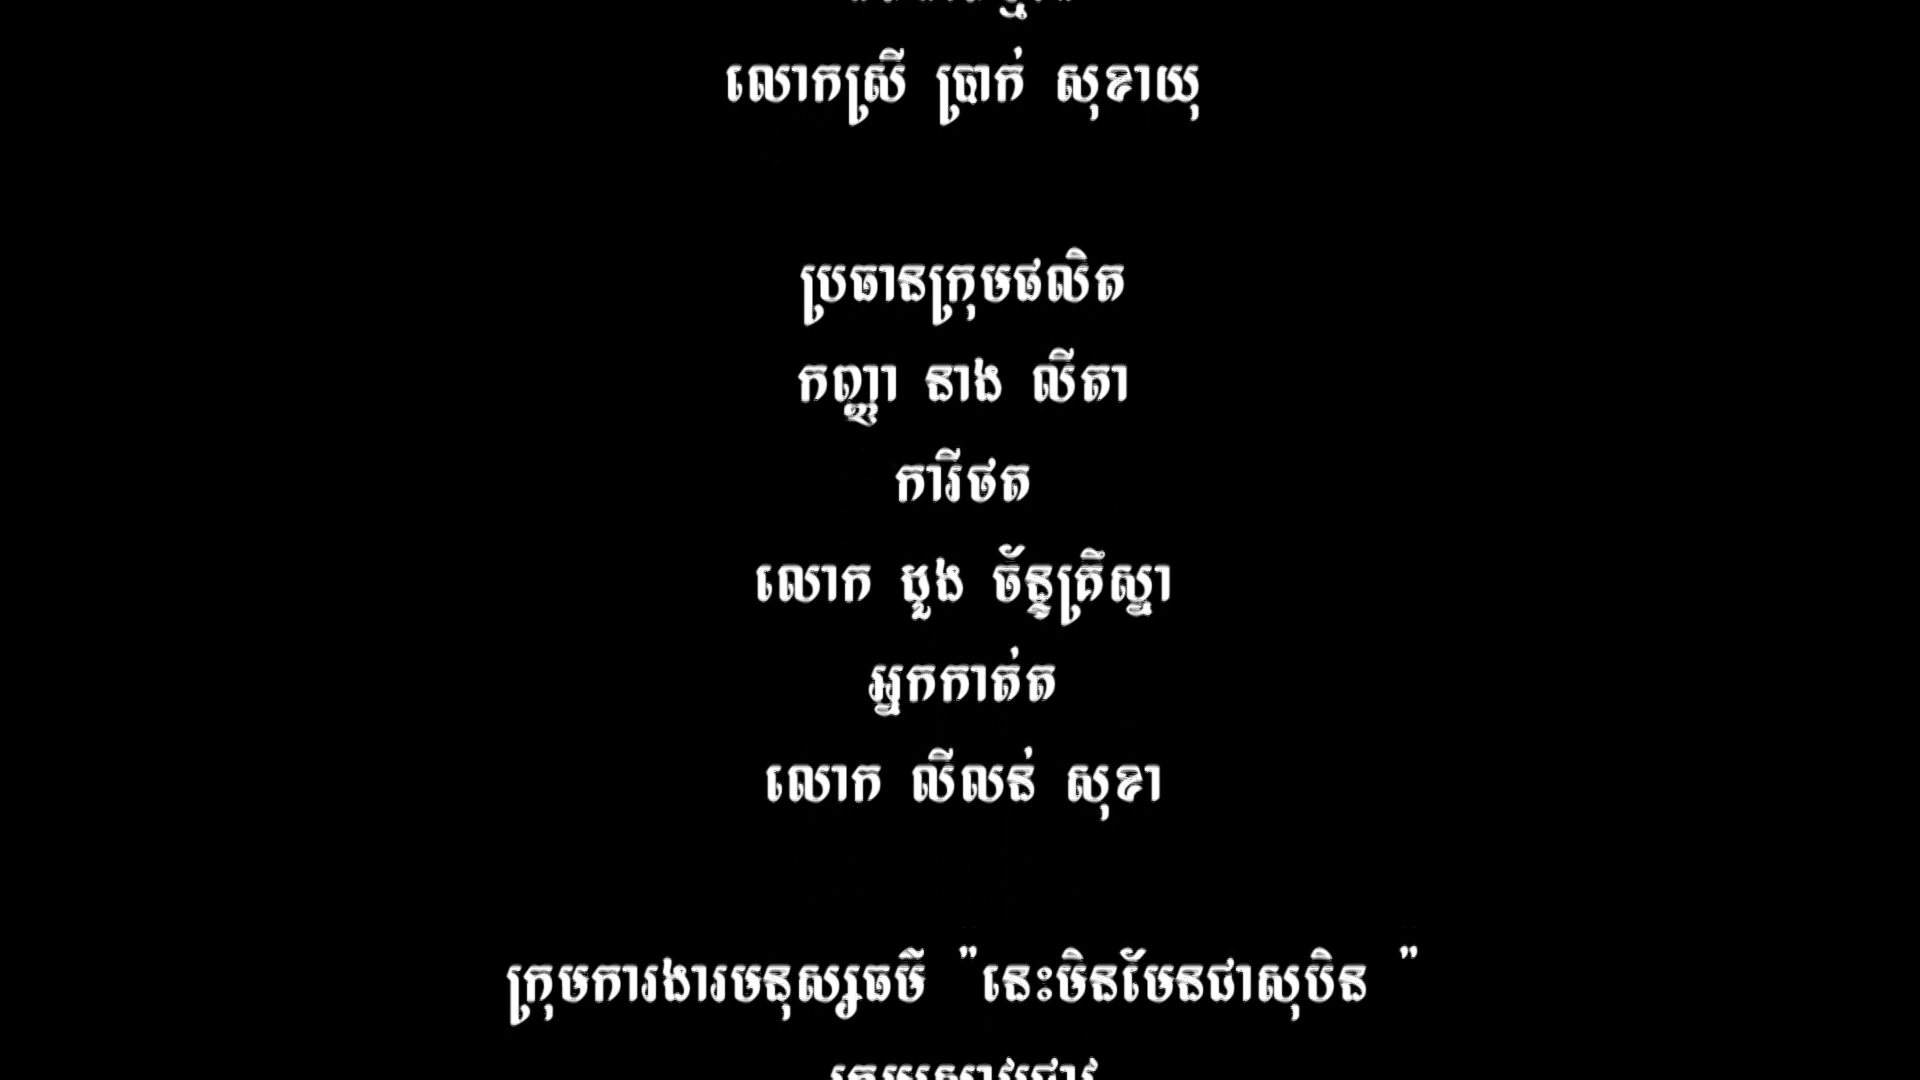 លោកស្រី ប្រាក់ សុខាយុ
ប្រធានក្រុមផលិត
កញ្ញា នាង លីតា
ការីថត
លោក ដួង ច័ន្ទគ្រីស្នា
អ្នកកាត់ត
លោក លីលន់ សុខា
ក្រុមការងារមនុស្សធម៌ "នេះមិនមែនជាសុបិន "